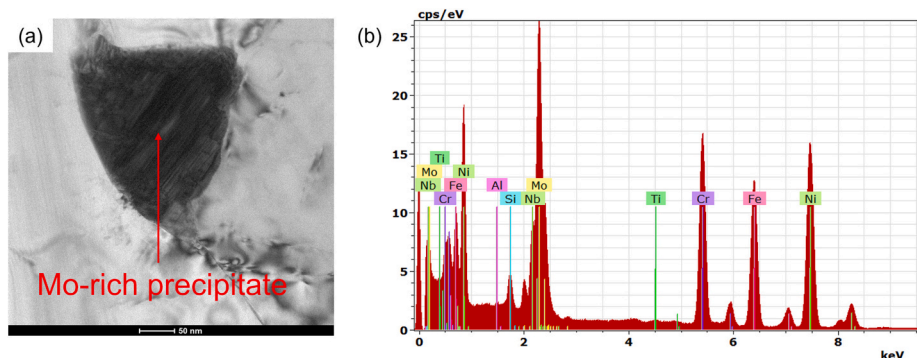 (a)
Mo-rich precipitate
50 nm
(b)
cps/eV
25
20
15
10
5
0
Ti
Mo
Ni
Nb
Fe
Cr
Al
Si
Mo
Nb
Ti
Cr
Fe
Ni
0
2
4
6
8
keV